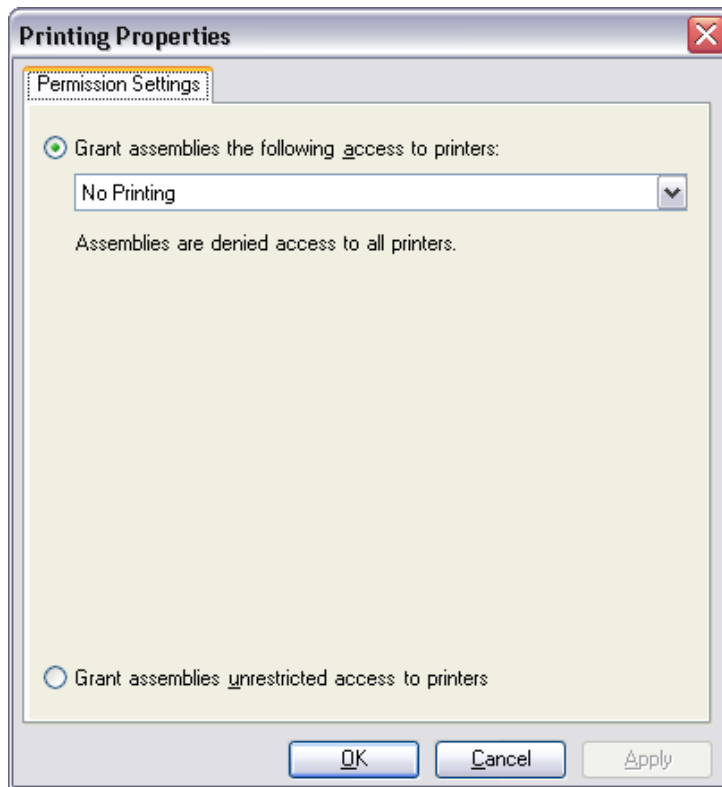 Printing Properties
Permission Settings
Grant assemblies the following access to printers:
No Printing
Assemblies are denied access to all printers.
Grant assemblies unrestricted access to printers
OK Cancel Apply